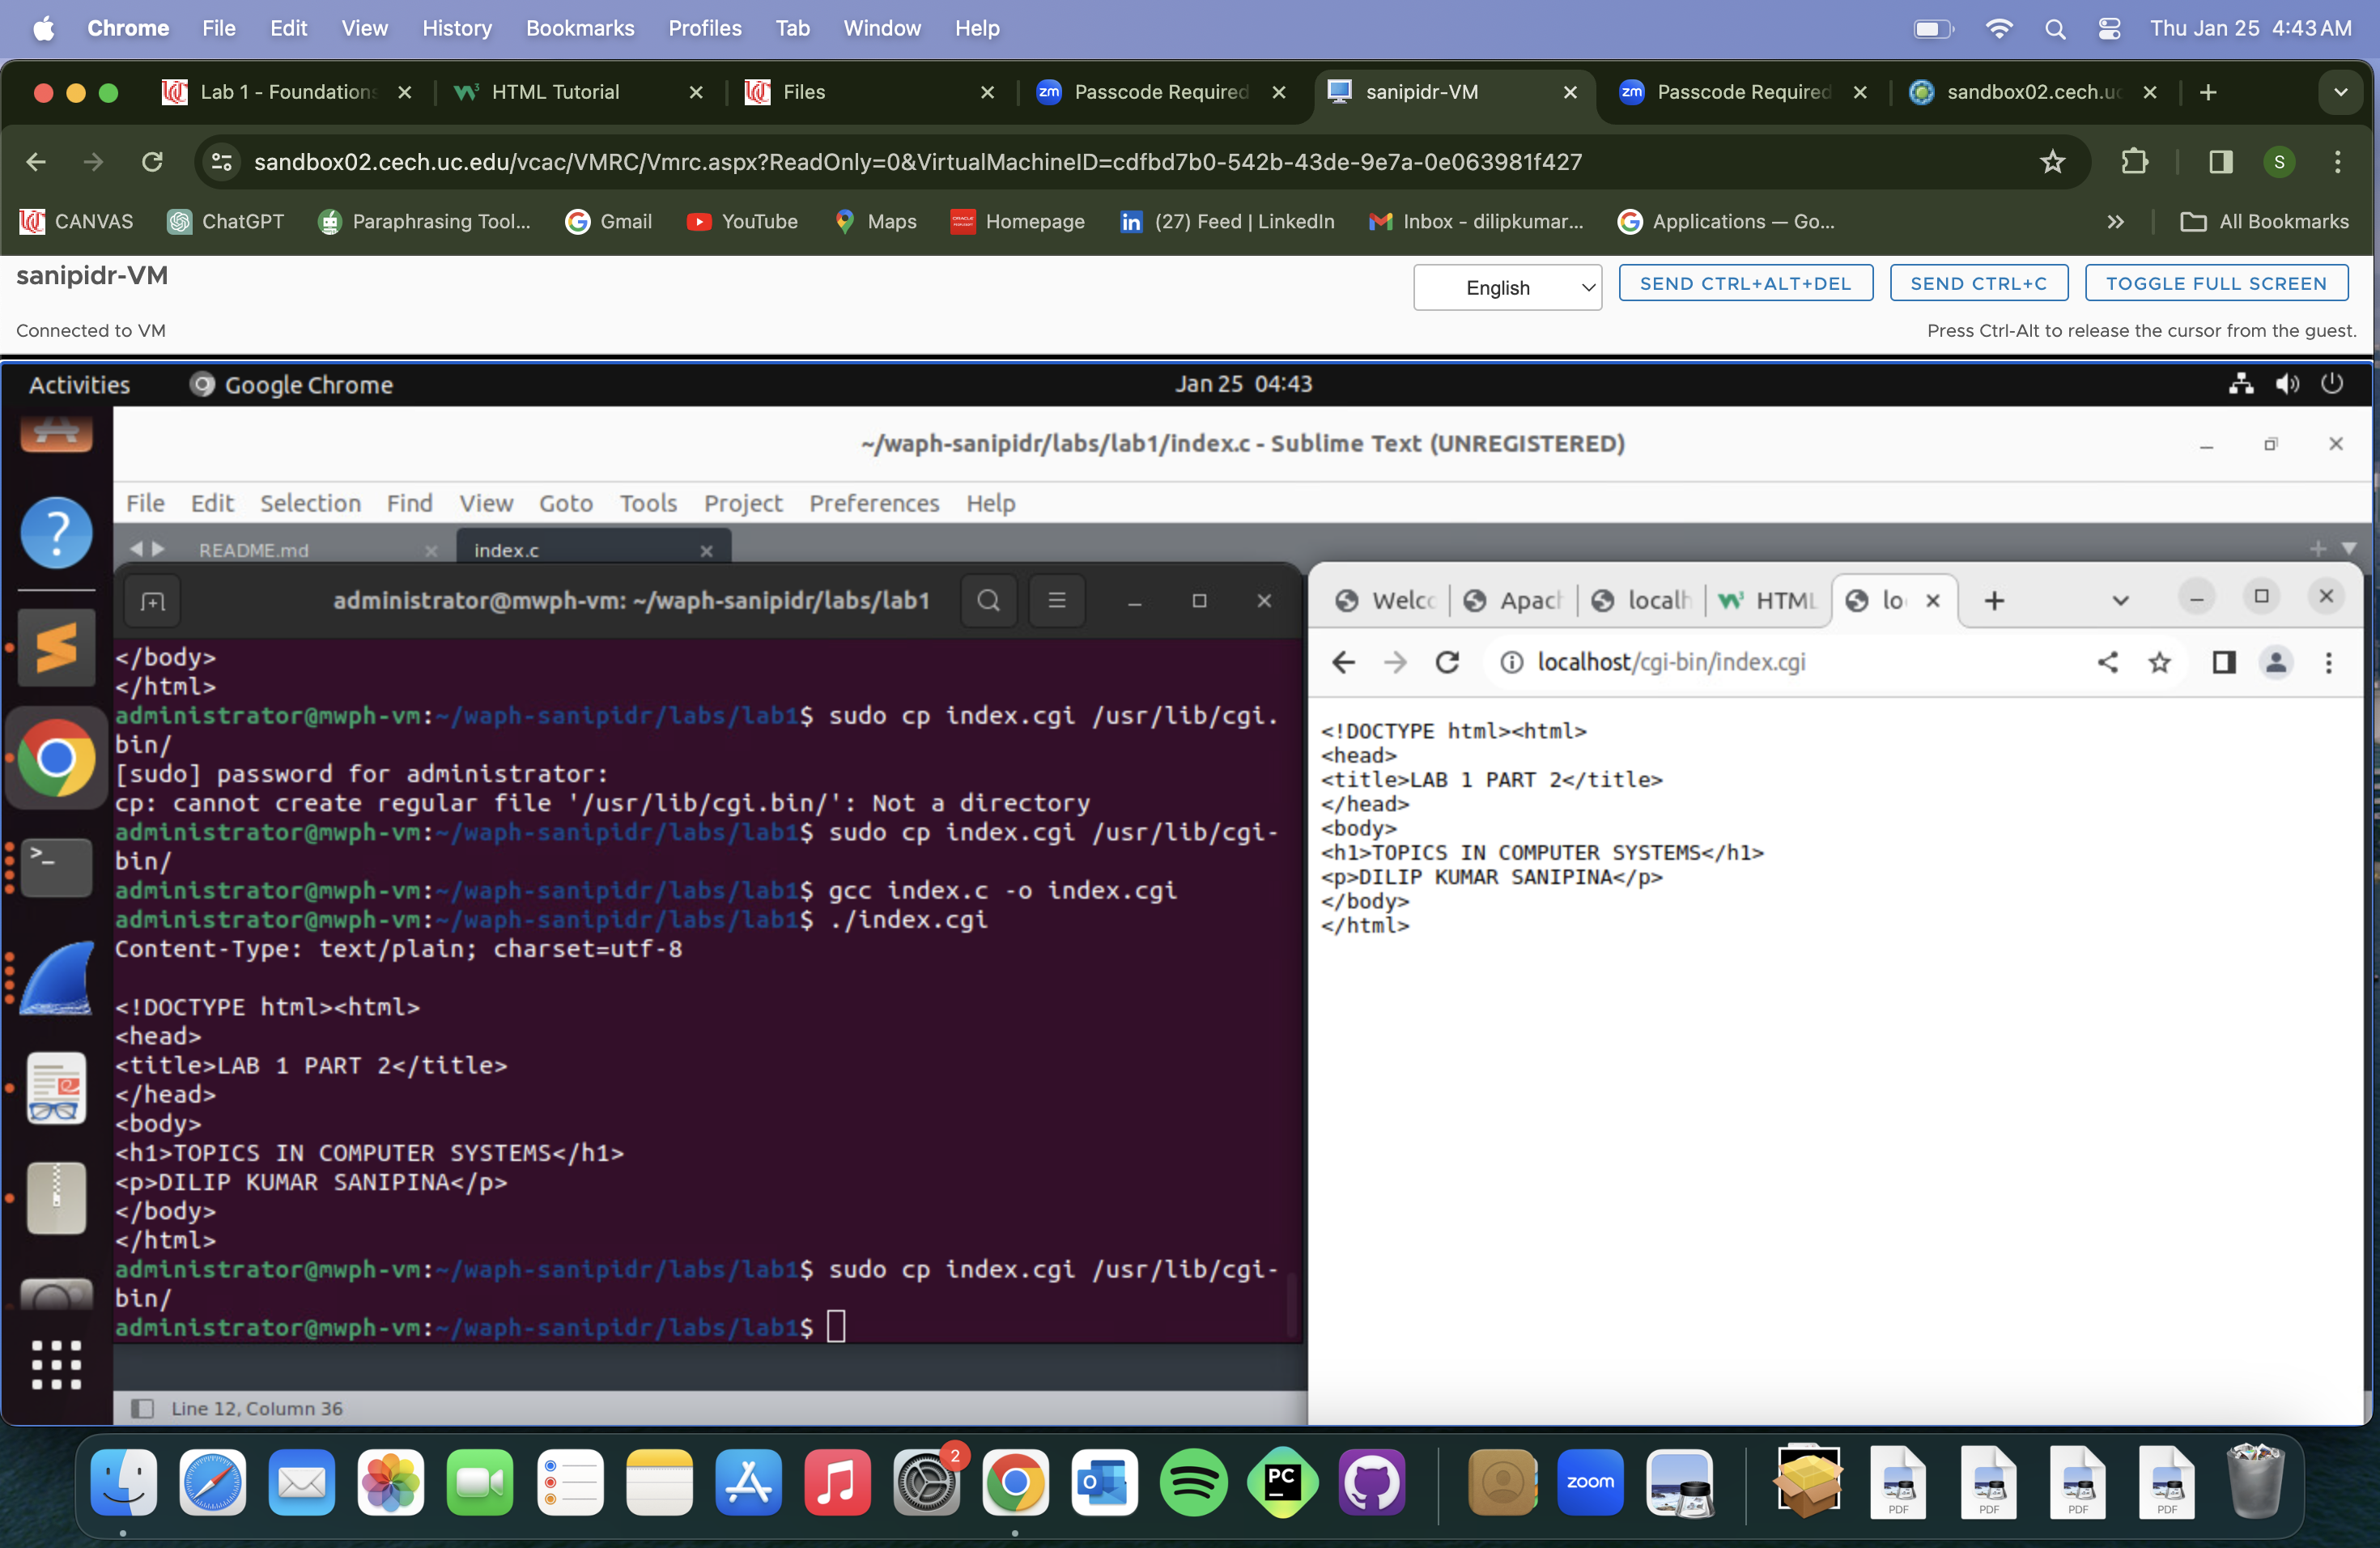 Chrome File Edit View History Bookmarks Profiles Tab Window Help Thu Jan 25 4:43 AM
Lab 1 - Foundations HTML Tutorial Files zm Passcode Required sanipidr-VM zm Passcode Required sandbox02.cech.uc
sandbox02.cech.uc.edu/vcac/VMRC/Vmrc.aspx?ReadOnly=0&VirtualMachineID=cdfbd7b0-542b-43de-9e7a-0e063981f427 S
CANVAS ChatGPT Paraphrasing Tool... Gmail YouTube Maps Homepage (27) Feed | LinkedIn Inbox - dilipkumar... Applications — Go... » All Bookmarks
sanipidr-VM English SEND CTRL+ALT+DEL SEND CTRL+C TOGGLE FULL SCREEN
Connected to VM Press Ctrl-Alt to release the cursor from the guest.
Activities Google Chrome Jan 25 04:43
~/waph-sanipidr/labs/lab1/index.c - Sublime Text (UNREGISTERED)
File Edit Selection Find View Goto Tools Project Preferences Help
README.md index.c
administrator@mwph-vm: ~/waph-sanipidr/labs/lab1
</body>
</html>
administrator@mwph-vm:~/waph-sanipidr/labs/lab1$ sudo cp index.cgi /usr/lib/cgi.
bin/
[sudo] password for administrator:
cp: cannot create regular file '/usr/lib/cgi.bin/': Not a directory
administrator@mwph-vm:~/waph-sanipidr/labs/lab1$ sudo cp index.cgi /usr/lib/cgi-
bin/
administrator@mwph-vm:~/waph-sanipidr/labs/lab1$ gcc index.c -o index.cgi
administrator@mwph-vm:~/waph-sanipidr/labs/lab1$ ./index.cgi
Content-Type: text/plain; charset=utf-8
<!DOCTYPE html><html>
<head>
<title>LAB 1 PART 2</title>
</head>
<body>
<h1>TOPICS IN COMPUTER SYSTEMS</h1>
<p>DILIP KUMAR SANIPINA</p>
</body>
</html>
administrator@mwph-vm:~/waph-sanipidr/labs/lab1$ sudo cp index.cgi /usr/lib/cgi-
bin/
administrator@mwph-vm:~/waph-sanipidr/labs/lab1$
Line 12, Column 36
Welcc Apach localh HTML lo
localhost/cgi-bin/index.cgi
<!DOCTYPE html><html>
<head>
<title>LAB 1 PART 2</title>
</head>
<body>
<h1>TOPICS IN COMPUTER SYSTEMS</h1>
<p>DILIP KUMAR SANIPINA</p>
</body>
</html>
2 PC zoom PDF PDF PDF PDF